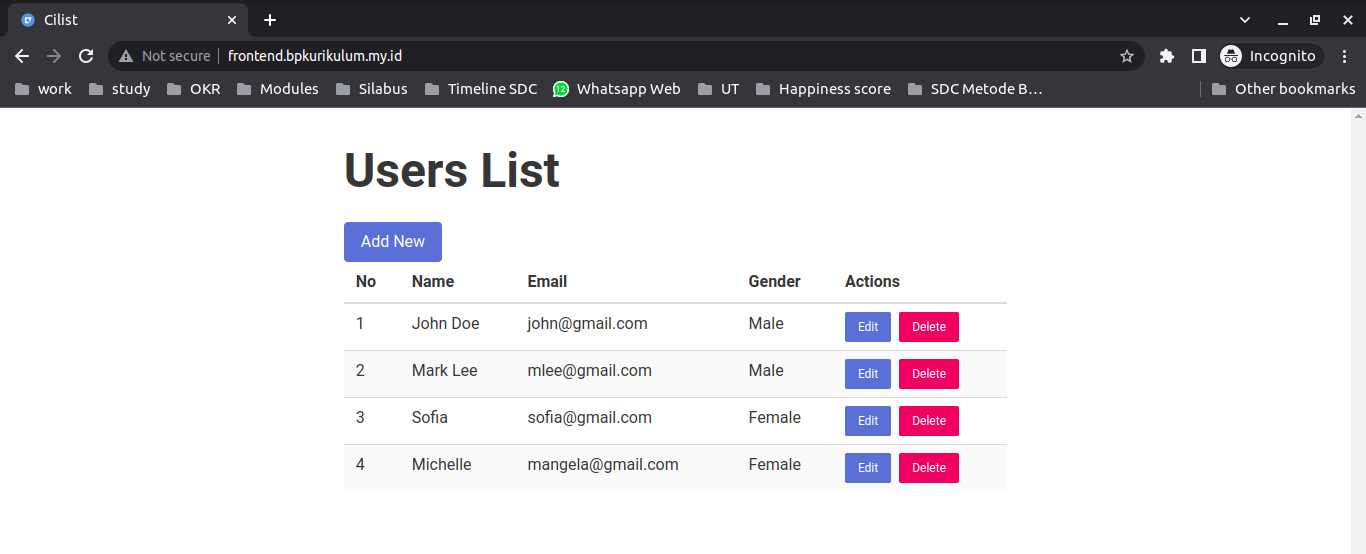 Cilist
Not secure frontend.bpkurikulum.my.id Incognito
work study OKR Modules Silabus Timeline SDC 12 Whatsapp Web UT Happiness score SDC Metode B… Other bookmarks
Users List
Add New
No Name Email Gender Actions
1 John Doe john@gmail.com Male Edit Delete
2 Mark Lee mlee@gmail.com Male Edit Delete
3 Sofia sofia@gmail.com Female Edit Delete
4 Michelle mangela@gmail.com Female Edit Delete